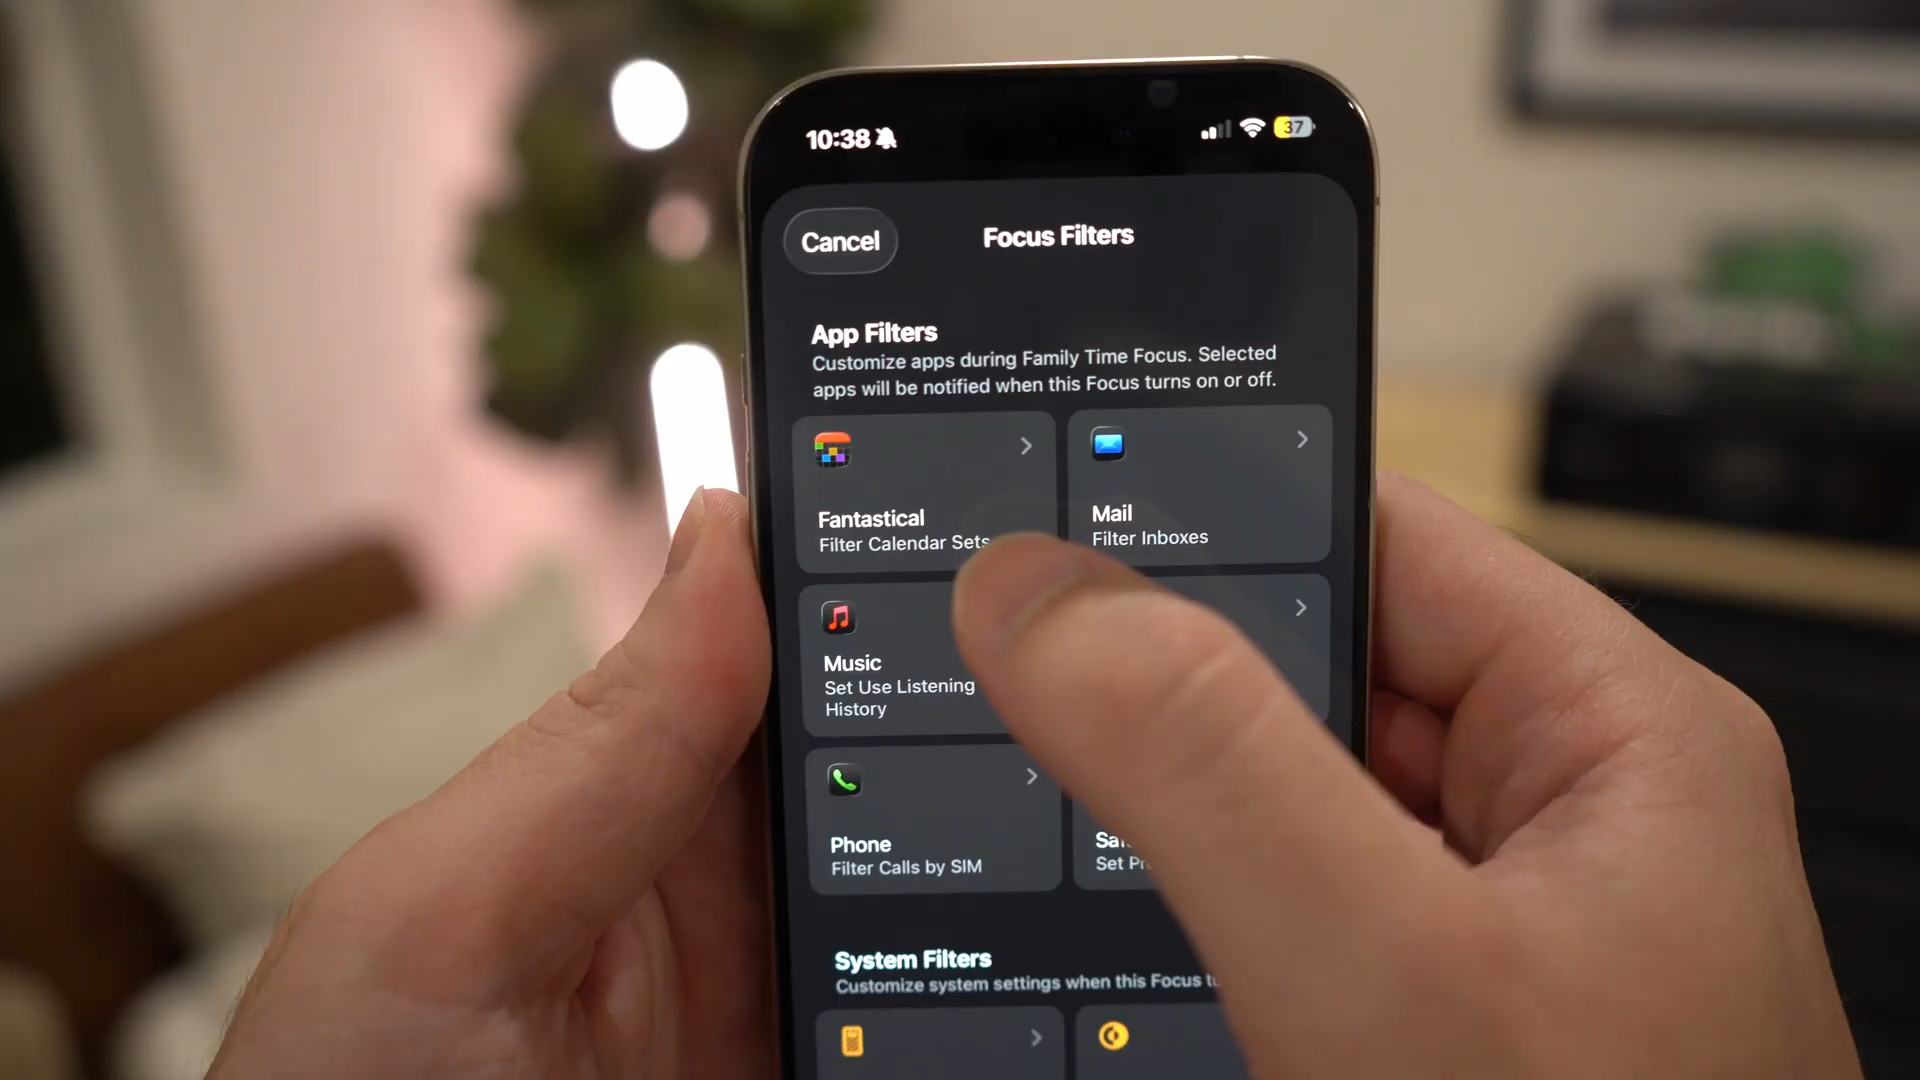 10:38
37
Cancel
Focus Filters
App Filters
Customize apps during Family Time Focus. Selected
apps will be notified when this Focus turns on or off.
Fantastical
Filter Calendar Sets
Mail
Filter Inboxes
Music
Set Use Listening
History
Phone
Filter Calls by SIM
Set
System Filters
Customize system settings when this Focus